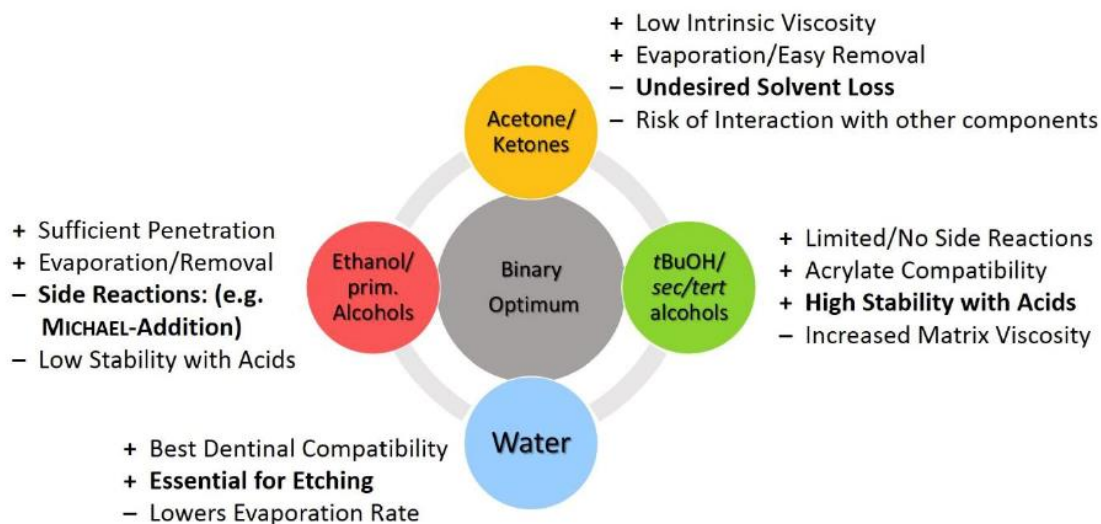 + Low Intrinsic Viscosity
+ Evaporation/Easy Removal
– Undesired Solvent Loss
– Risk of Interaction with other components
Acetone/
Ketones
+ Sufficient Penetration
+ Evaporation/Removal
– Side Reactions: (e.g.
MICHAEL-Addition)
– Low Stability with Acids
Ethanol/
prim.
Alcohols
Binary
Optimum
tBuOH/
sec/tert
alcohols
+ Limited/No Side Reactions
+ Acrylate Compatibility
+ High Stability with Acids
– Increased Matrix Viscosity
Water
+ Best Dentinal Compatibility
+ Essential for Etching
– Lowers Evaporation Rate